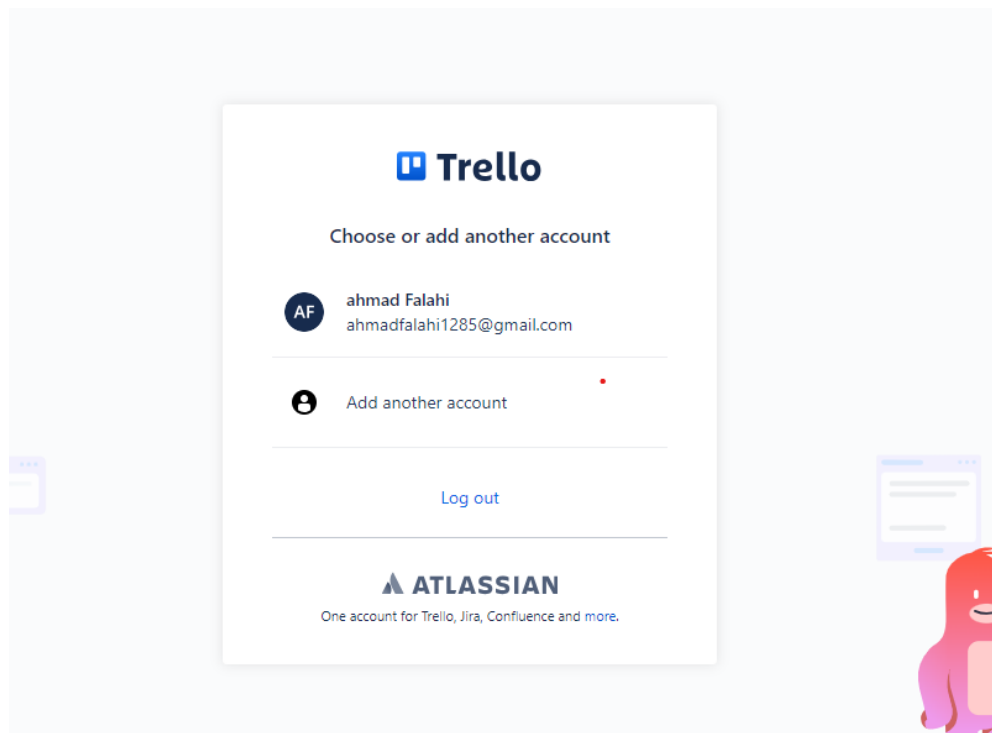 Trello
Choose or add another account
AF
ahmad Falahi
ahmadfalahi1285@gmail.com
Add another account
Log out
ATLASSIAN
One account for Trello, Jira, Confluence and more.